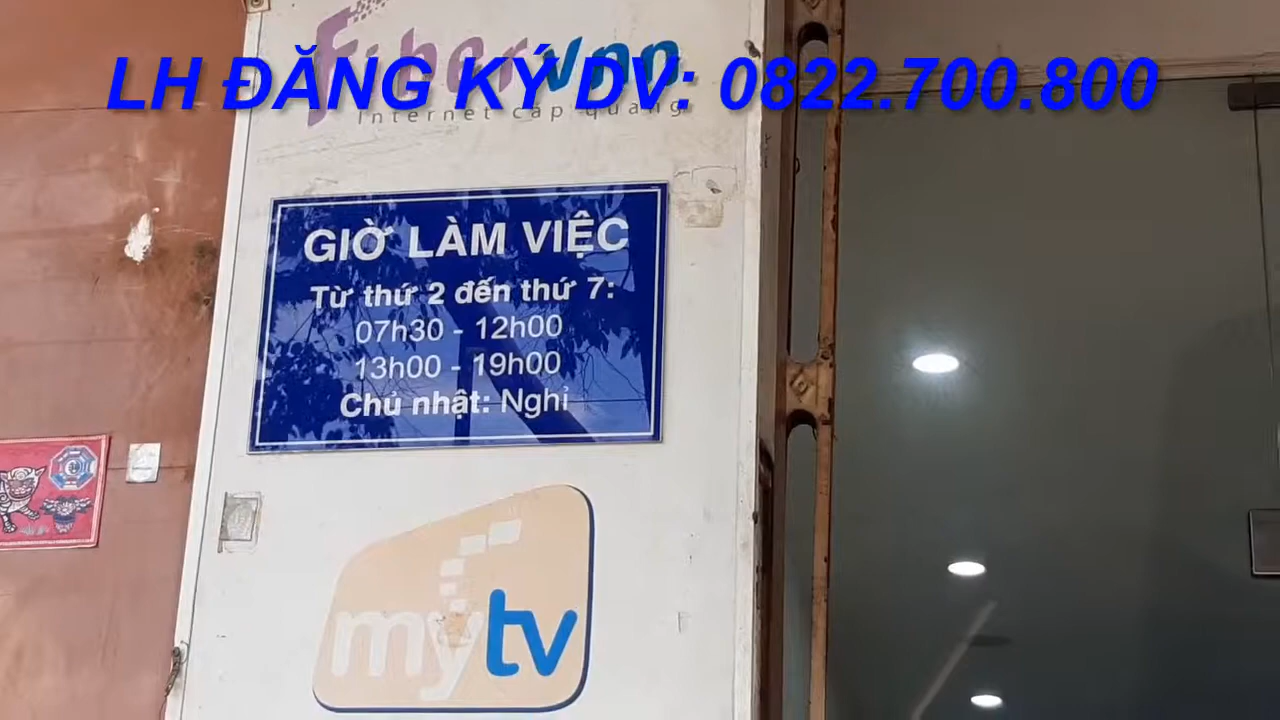 Fibervnn
LH ĐĂNG KÝ DV: 0822.700.800
Internet cáp quang
GIỜ LÀM VIỆC
Từ thứ 2 đến thứ 7:
07h30 - 12h00
13h00 - 19h00
Chủ nhật: Nghỉ
mytv